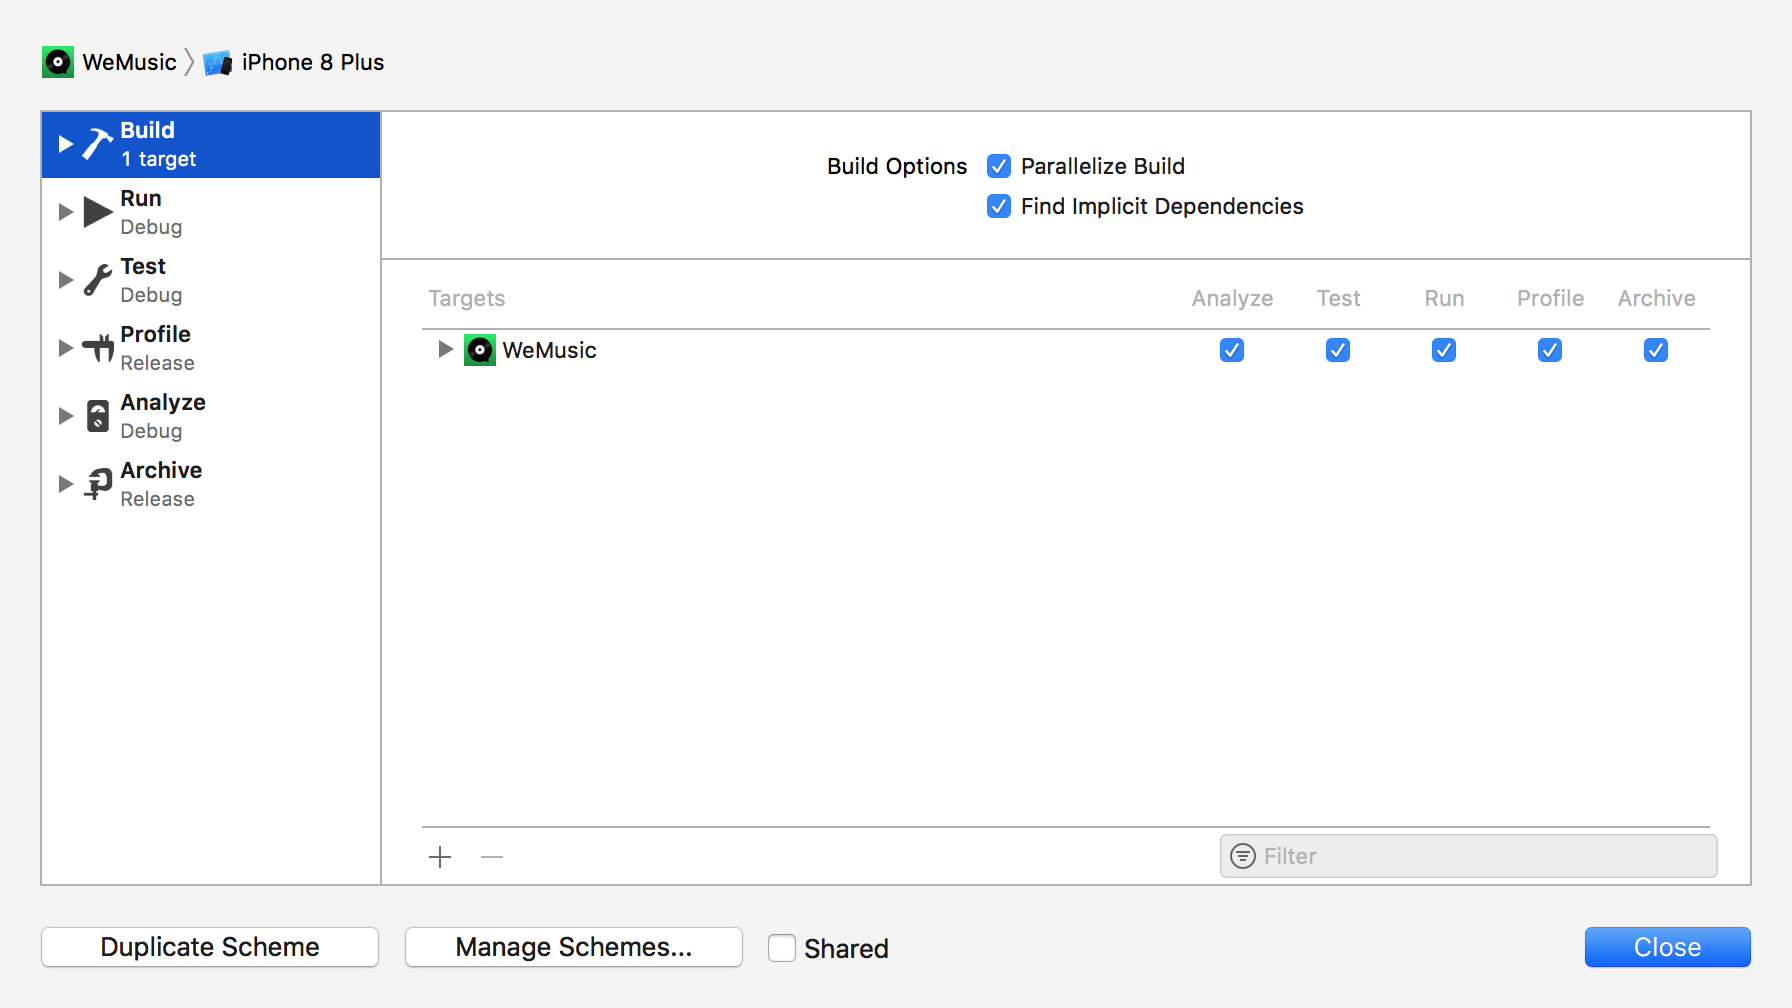 WeMusic iPhone 8 Plus
Build
1 target
Run
Debug
Test
Debug
Profile
Release
Analyze
Debug
Archive
Release
Build Options Parallelize Build
Find Implicit Dependencies
Targets Analyze Test Run Profile Archive
WeMusic
Filter
Duplicate Scheme Manage Schemes... Shared Close